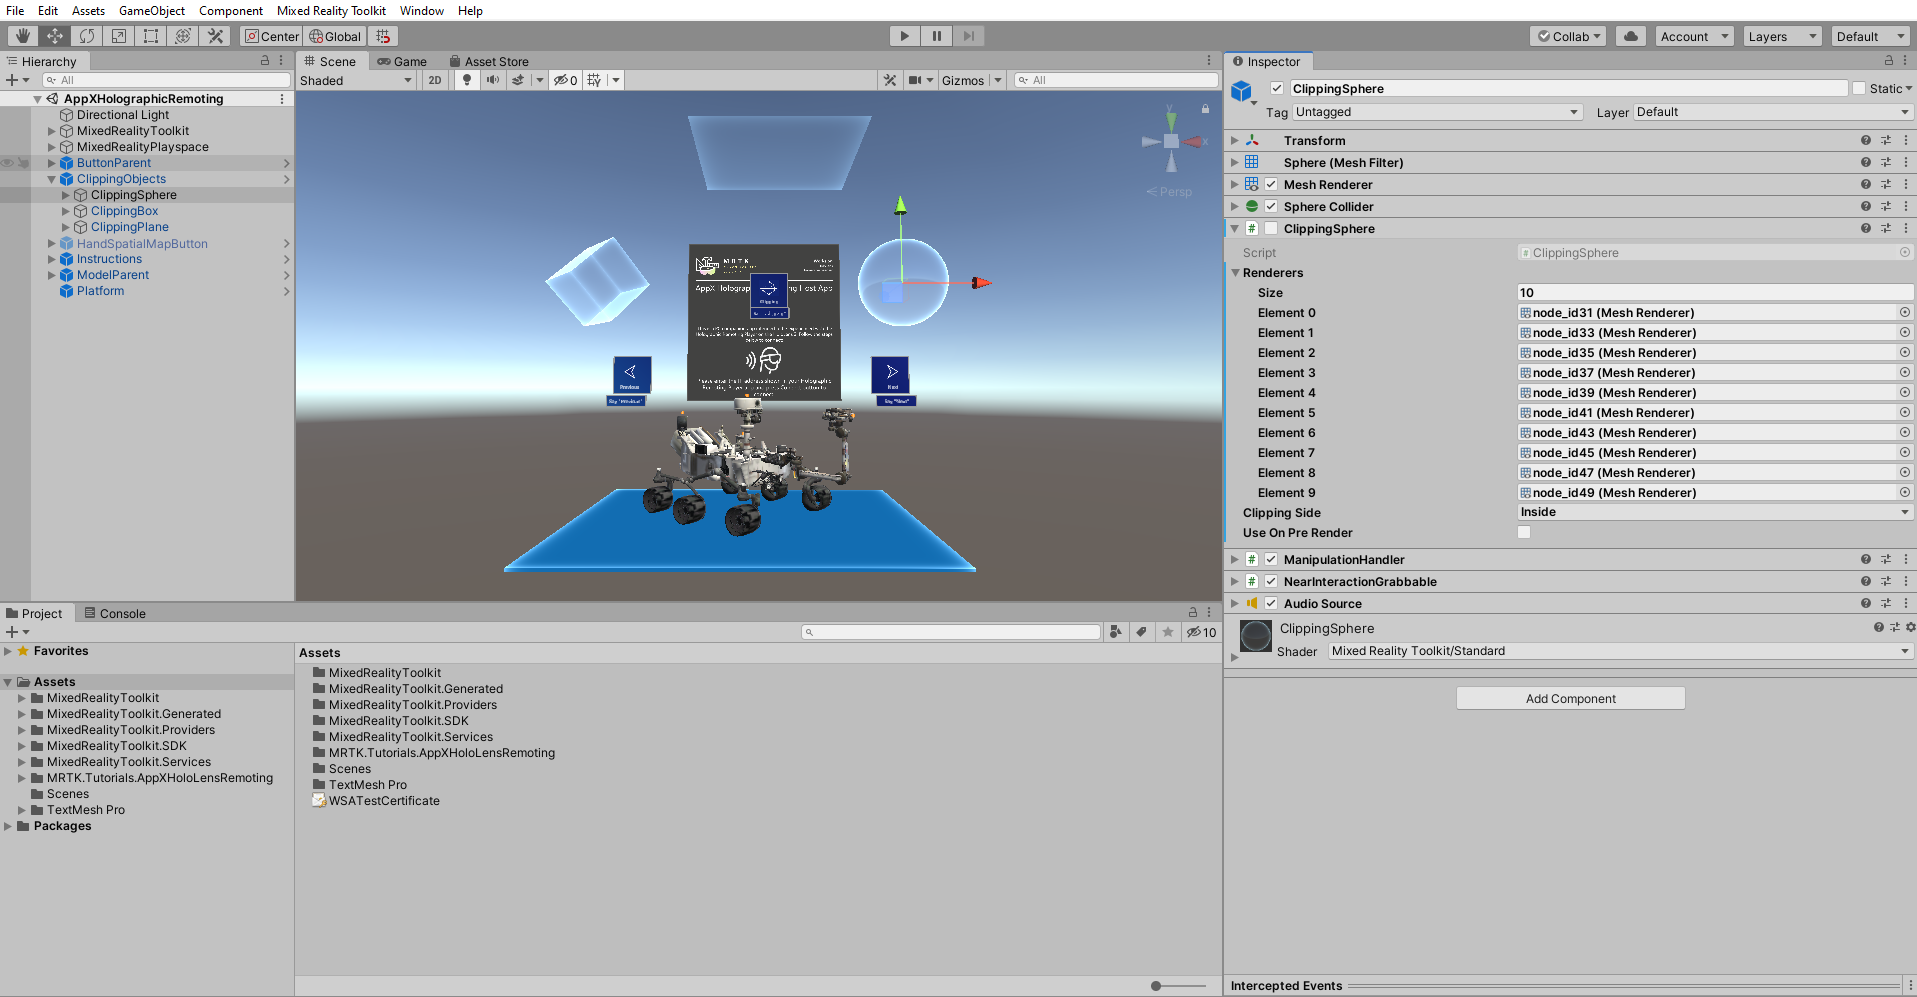 File Edit Assets GameObject Component Mixed Reality Toolkit Window Help
Center Global Collab Account Layers Default
Hierarchy
All
AppXHolographicRemoting
Directional Light
MixedRealityToolkit
MixedRealityPlayspace
ButtonParent
ClippingObjects
ClippingSphere
ClippingBox
ClippingPlane
HandSpatialMapButton
Instructions
ModelParent
Platform
Scene Game Asset Store
Shaded 2D 0 Gizmos All
y
x
Persp
MRTK
Clipping
Previous
Next
Say "Previous"
Say "Next"
connect
Inspector
ClippingSphere Static
Tag Untagged Layer Default
Transform
Sphere (Mesh Filter)
Mesh Renderer
Sphere Collider
ClippingSphere
Script ClippingSphere
Renderers
Size 10
Element 0 node_id31 (Mesh Renderer)
Element 1 node_id33 (Mesh Renderer)
Element 2 node_id35 (Mesh Renderer)
Element 3 node_id37 (Mesh Renderer)
Element 4 node_id39 (Mesh Renderer)
Element 5 node_id41 (Mesh Renderer)
Element 6 node_id43 (Mesh Renderer)
Element 7 node_id45 (Mesh Renderer)
Element 8 node_id47 (Mesh Renderer)
Element 9 node_id49 (Mesh Renderer)
Clipping Side Inside
Use On Pre Render
ManipulationHandler
NearInteractionGrabbable
Audio Source
ClippingSphere
Shader Mixed Reality Toolkit/Standard
Add Component
Intercepted Events
Project Console
10
Favorites
Assets
MixedRealityToolkit
MixedRealityToolkit.Generated
MixedRealityToolkit.Providers
MixedRealityToolkit.SDK
MixedRealityToolkit.Services
MRTK.Tutorials.AppXHoloLensRemoting
Scenes
TextMesh Pro
Packages
Assets
MixedRealityToolkit
MixedRealityToolkit.Generated
MixedRealityToolkit.Providers
MixedRealityToolkit.SDK
MixedRealityToolkit.Services
MRTK.Tutorials.AppXHoloLensRemoting
Scenes
TextMesh Pro
WSATestCertificate